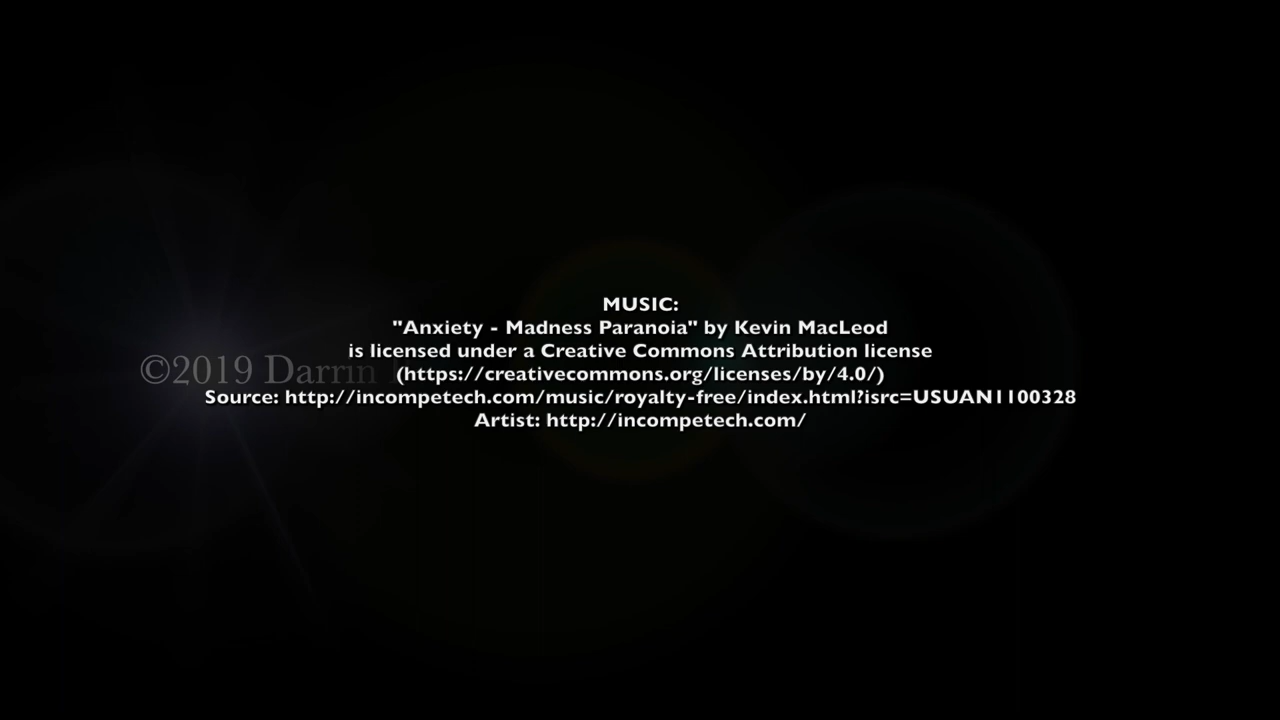 MUSIC:
"Anxiety - Madness Paranoia" by Kevin MacLeod
is licensed under a Creative Commons Attribution license
©2019 Darrin
(https://creativecommons.org/licenses/by/4.0/)
Source: http://incompetech.com/music/royalty-free/index.html?isrc=USUAN1100328
Artist: http://incompetech.com/